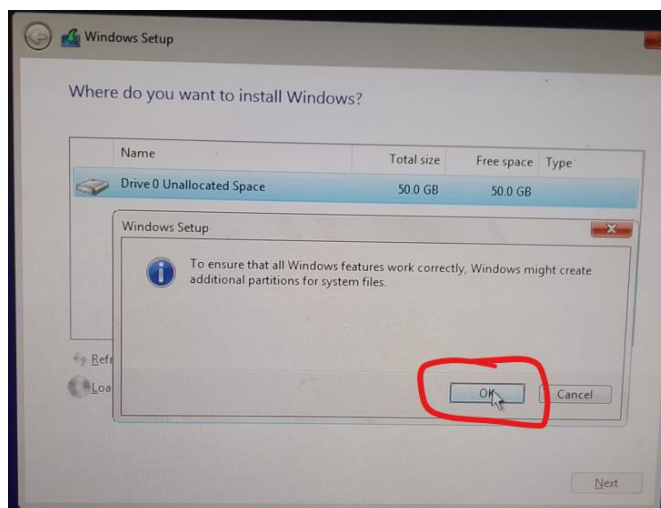 Windows Setup
Where do you want to install Windows?
Name Total size Free space Type
Drive 0 Unallocated Space 50.0 GB 50.0 GB
Windows Setup
To ensure that all Windows features work correctly, Windows might create
additional partitions for system files.
OK Cancel
Next